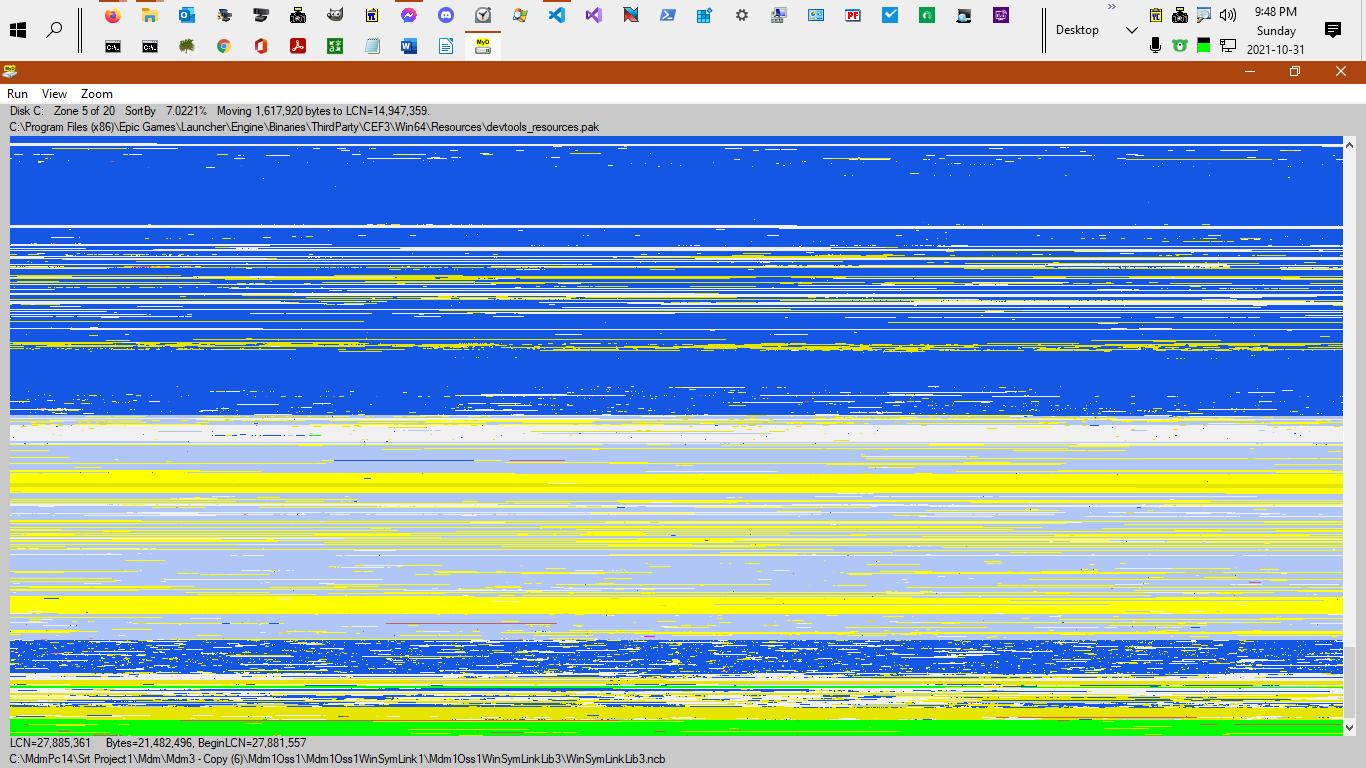 9:48 PM
Desktop
Sunday
2021-10-31
Run View Zoom
Disk C: Zone 5 of 20 SortBy 7.0221% Moving 1,617,920 bytes to LCN=14,947,359.
C:\Program Files (x86)\Epic Games\Launcher\Engine\Binaries\ThirdParty\CEF3\Win64\Resources\devtools_resources.pak
LCN=27,885,361 Bytes=21,482,496, BeginLCN=27,881,557
C:\MdmPc14\Srt Project1\Mdm\Mdm3 - Copy (6)\Mdm1Oss1\Mdm1Oss1WinSymLink1\Mdm1Oss1WinSymLinkLib3\WinSymLinkLib3.ncb